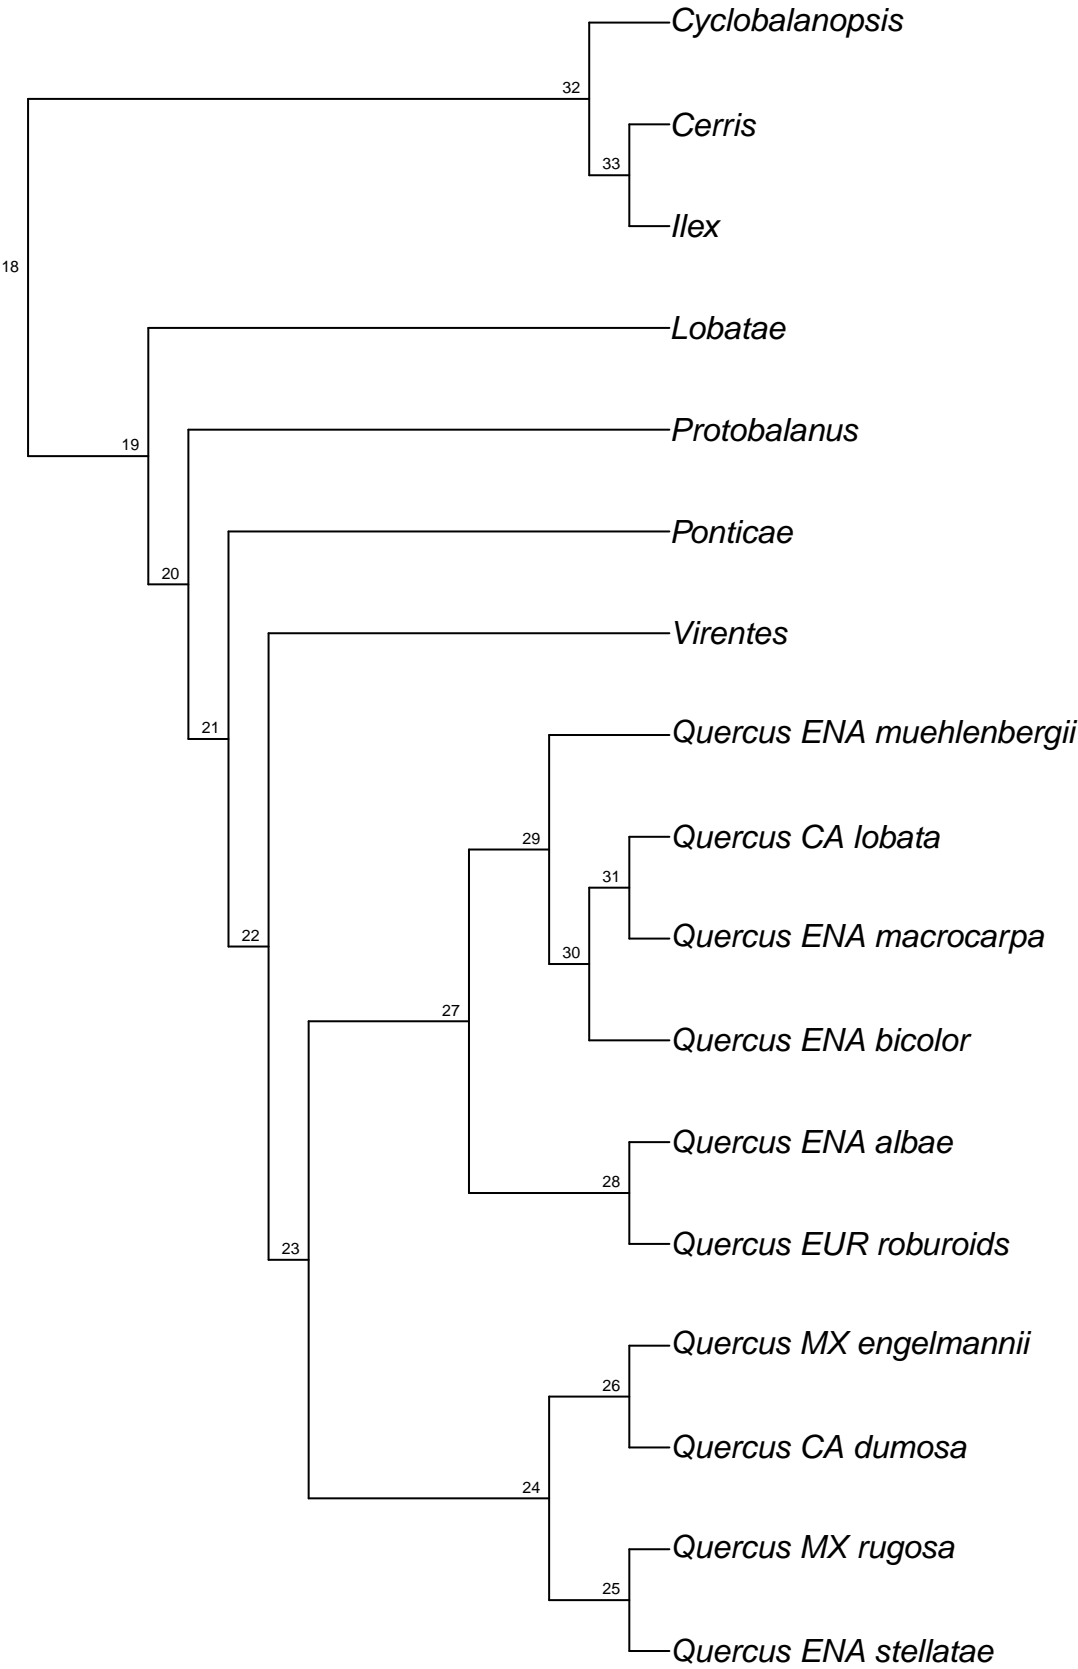 Cyclobalanopsis
32
Cerris
33
Ilex
18
Lobatae
Protobalanus
19
Ponticae
20
Virentes
21
Quercus ENA muehlenbergii
29
Quercus CA lobata
31
Quercus ENA macrocarpa
22
30
27
Quercus ENA bicolor
Quercus ENA albae
28
Quercus EUR roburoids
23
Quercus MX engelmannii
26
Quercus CA dumosa
24
Quercus MX rugosa
25
Quercus ENA stellatae